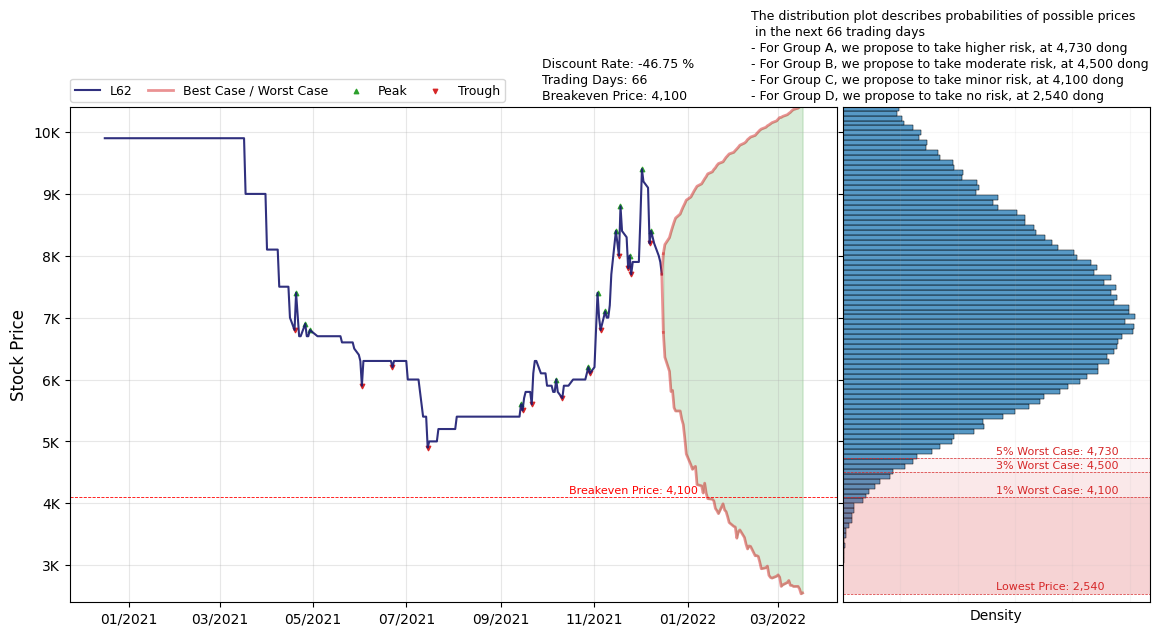 The distribution plot describes probabilities of possible prices
in the next 66 trading days
- For Group A, we propose to take higher risk, at 4,730 dong
- For Group B, we propose to take moderate risk, at 4,500 dong
- For Group C, we propose to take minor risk, at 4,100 dong
- For Group D, we propose to take no risk, at 2,540 dong
Discount Rate: -46.75 %
Trading Days: 66
Breakeven Price: 4,100
L62
Best Case / Worst Case
Peak
Trough
Stock Price
10K
9K
8K
7K
6K
5K
4K
3K
Breakeven Price: 4,100
5% Worst Case: 4,730
3% Worst Case: 4,500
1% Worst Case: 4,100
Lowest Price: 2,540
01/2021
03/2021
05/2021
07/2021
09/2021
11/2021
01/2022
03/2022
Density